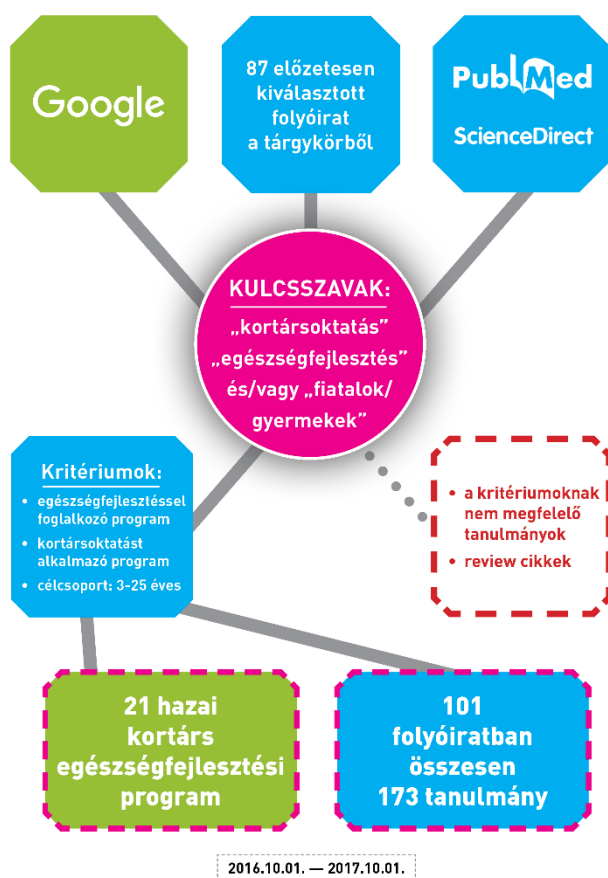 Google
87 előzetesen
kiválasztott
folyóirat
a tárgykörből
PubMed
ScienceDirect
KULCSSZAVAK:
„kortársoktatás”
„egészségfejlesztés”
és/vagy „fiatalok/
gyermekek”
Kritériumok:
• egészségfejlesztéssel
foglalkozó program
• kortársoktatást
alkalmazó program
• célcsoport: 3-25 éves
• a kritériumoknak
nem megfelelő
tanulmányok
• review cikkek
21 hazai
kortárs
egészségfejlesztési
program
101
folyóiratban
összesen
173 tanulmány
2016.10.01. — 2017.10.01.